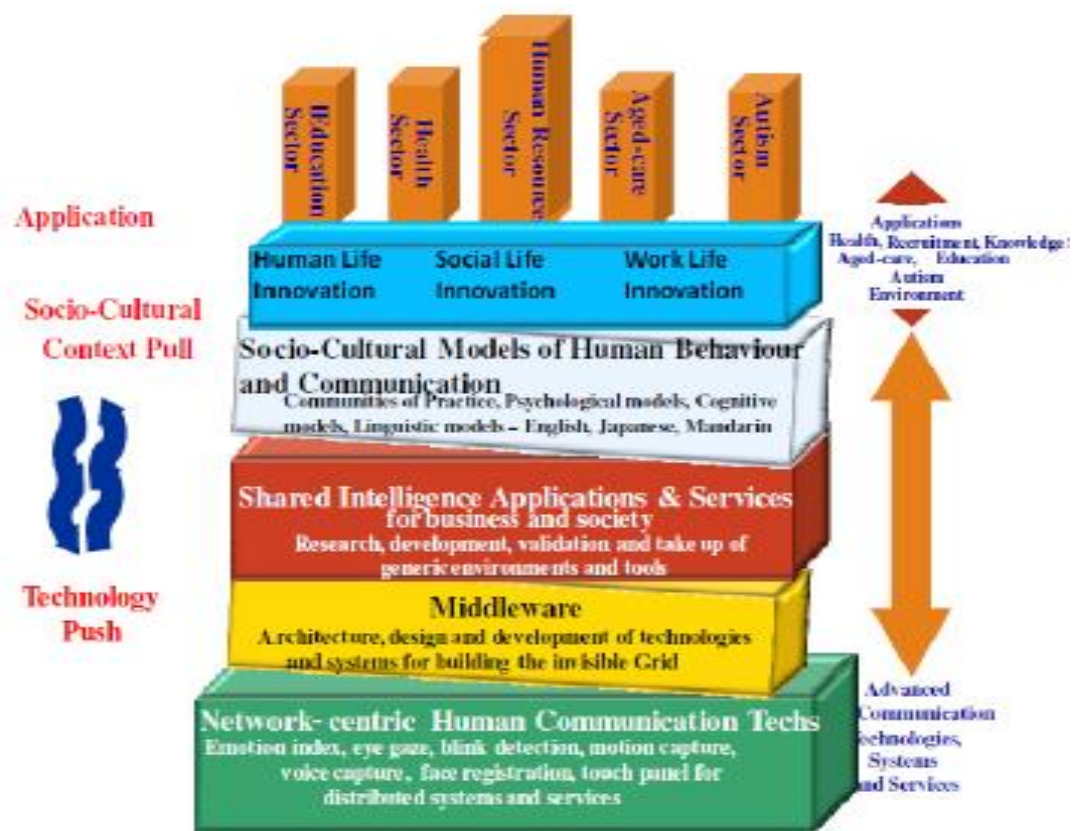 IEducation
Sector
Health
Sector
Human Resource
Sector
Aged-care
Sector
Autism
Sector
Application
Socio-Cultural
Context Pull
Technology
Push
Human Life
Innovation
Social Life
Innovation
Work Life
Innovation
Socio-Cultural Models of Human Behaviour
and Communication
Communities of Practice, Psychological models, Cognitive
models, Linguistic models – English, Japanese, Mandarin
Shared Intelligence Applications & Services
for business and society
Research, development, validation and take up of
generic environments and tools
Middleware
Architecture, design and development of technologies
and systems for building the invisible Grid
Network- centric Human Communication Techs
Emotion index, eye gaze, blink detection, motion capture,
voice capture, face registration, touch panel for
distributed systems and services
Applications
Health, Recruitment, Knowledge
Aged-care, Education
Autism
Environment
Advanced
ommunication
echnologies,
Systems
nd Services